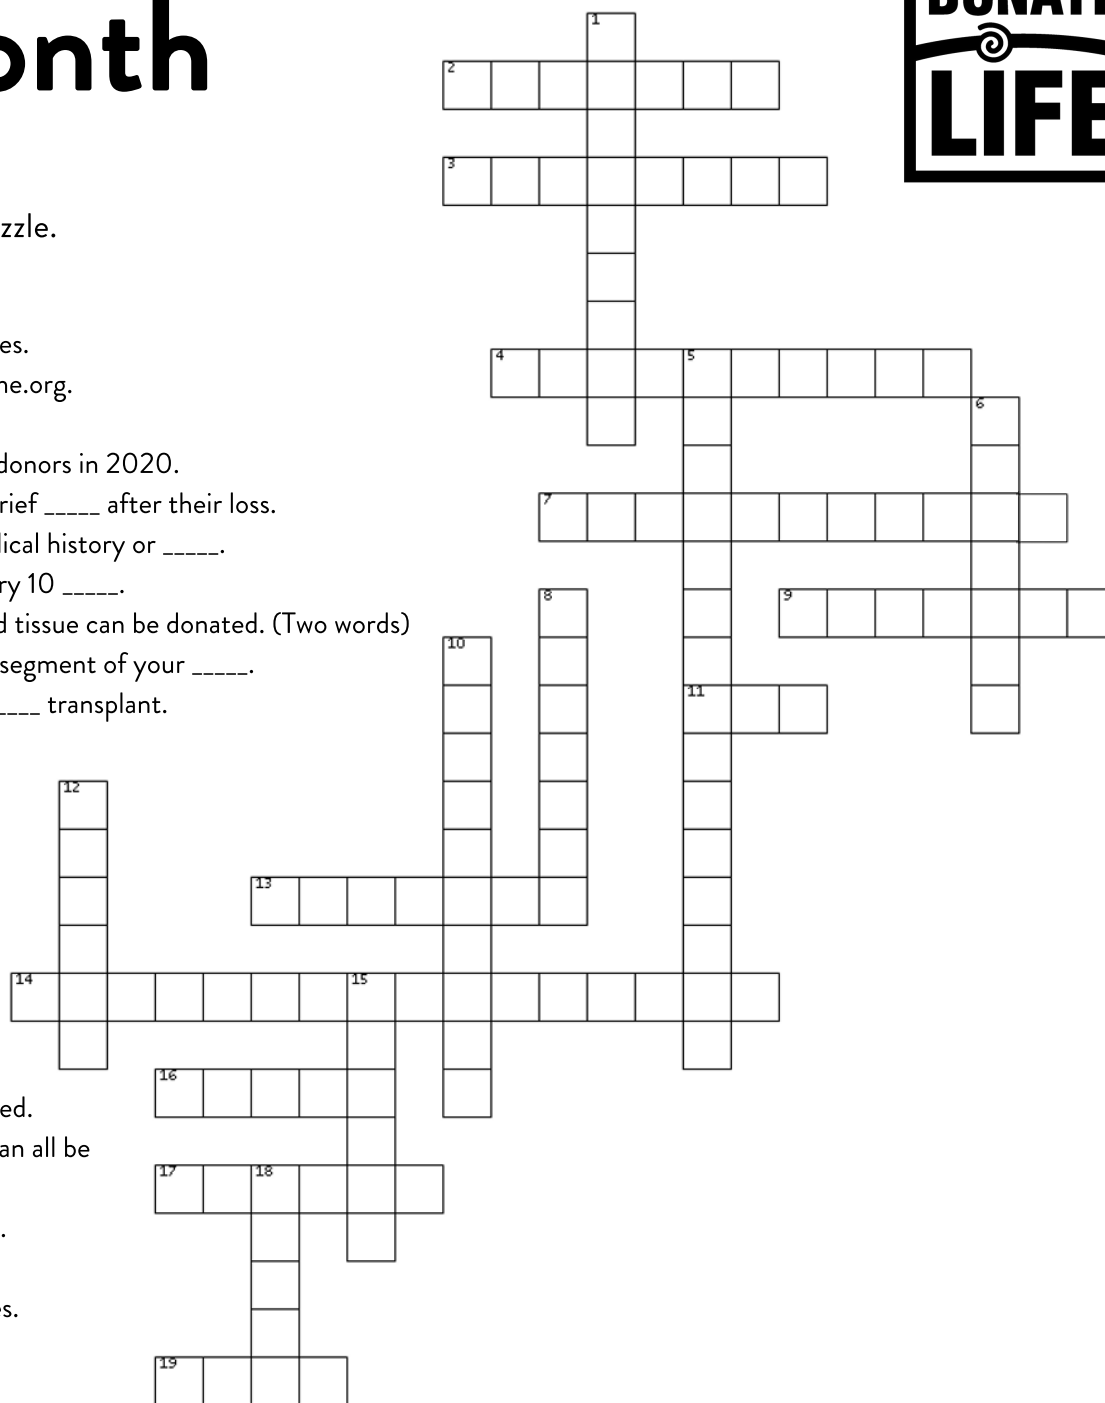 onth
LIFE
zzle.
es.
ne.org.
donors in 2020.
rief _____ after their loss.
lical history or _____.
ry 10 _____.
d tissue can be donated. (Two words)
segment of your _____.
____ transplant.
ed.
an all be
.
s.
1
2
3
4
5
6
7
8
9
10
11
12
13
14
15
16
17
18
19